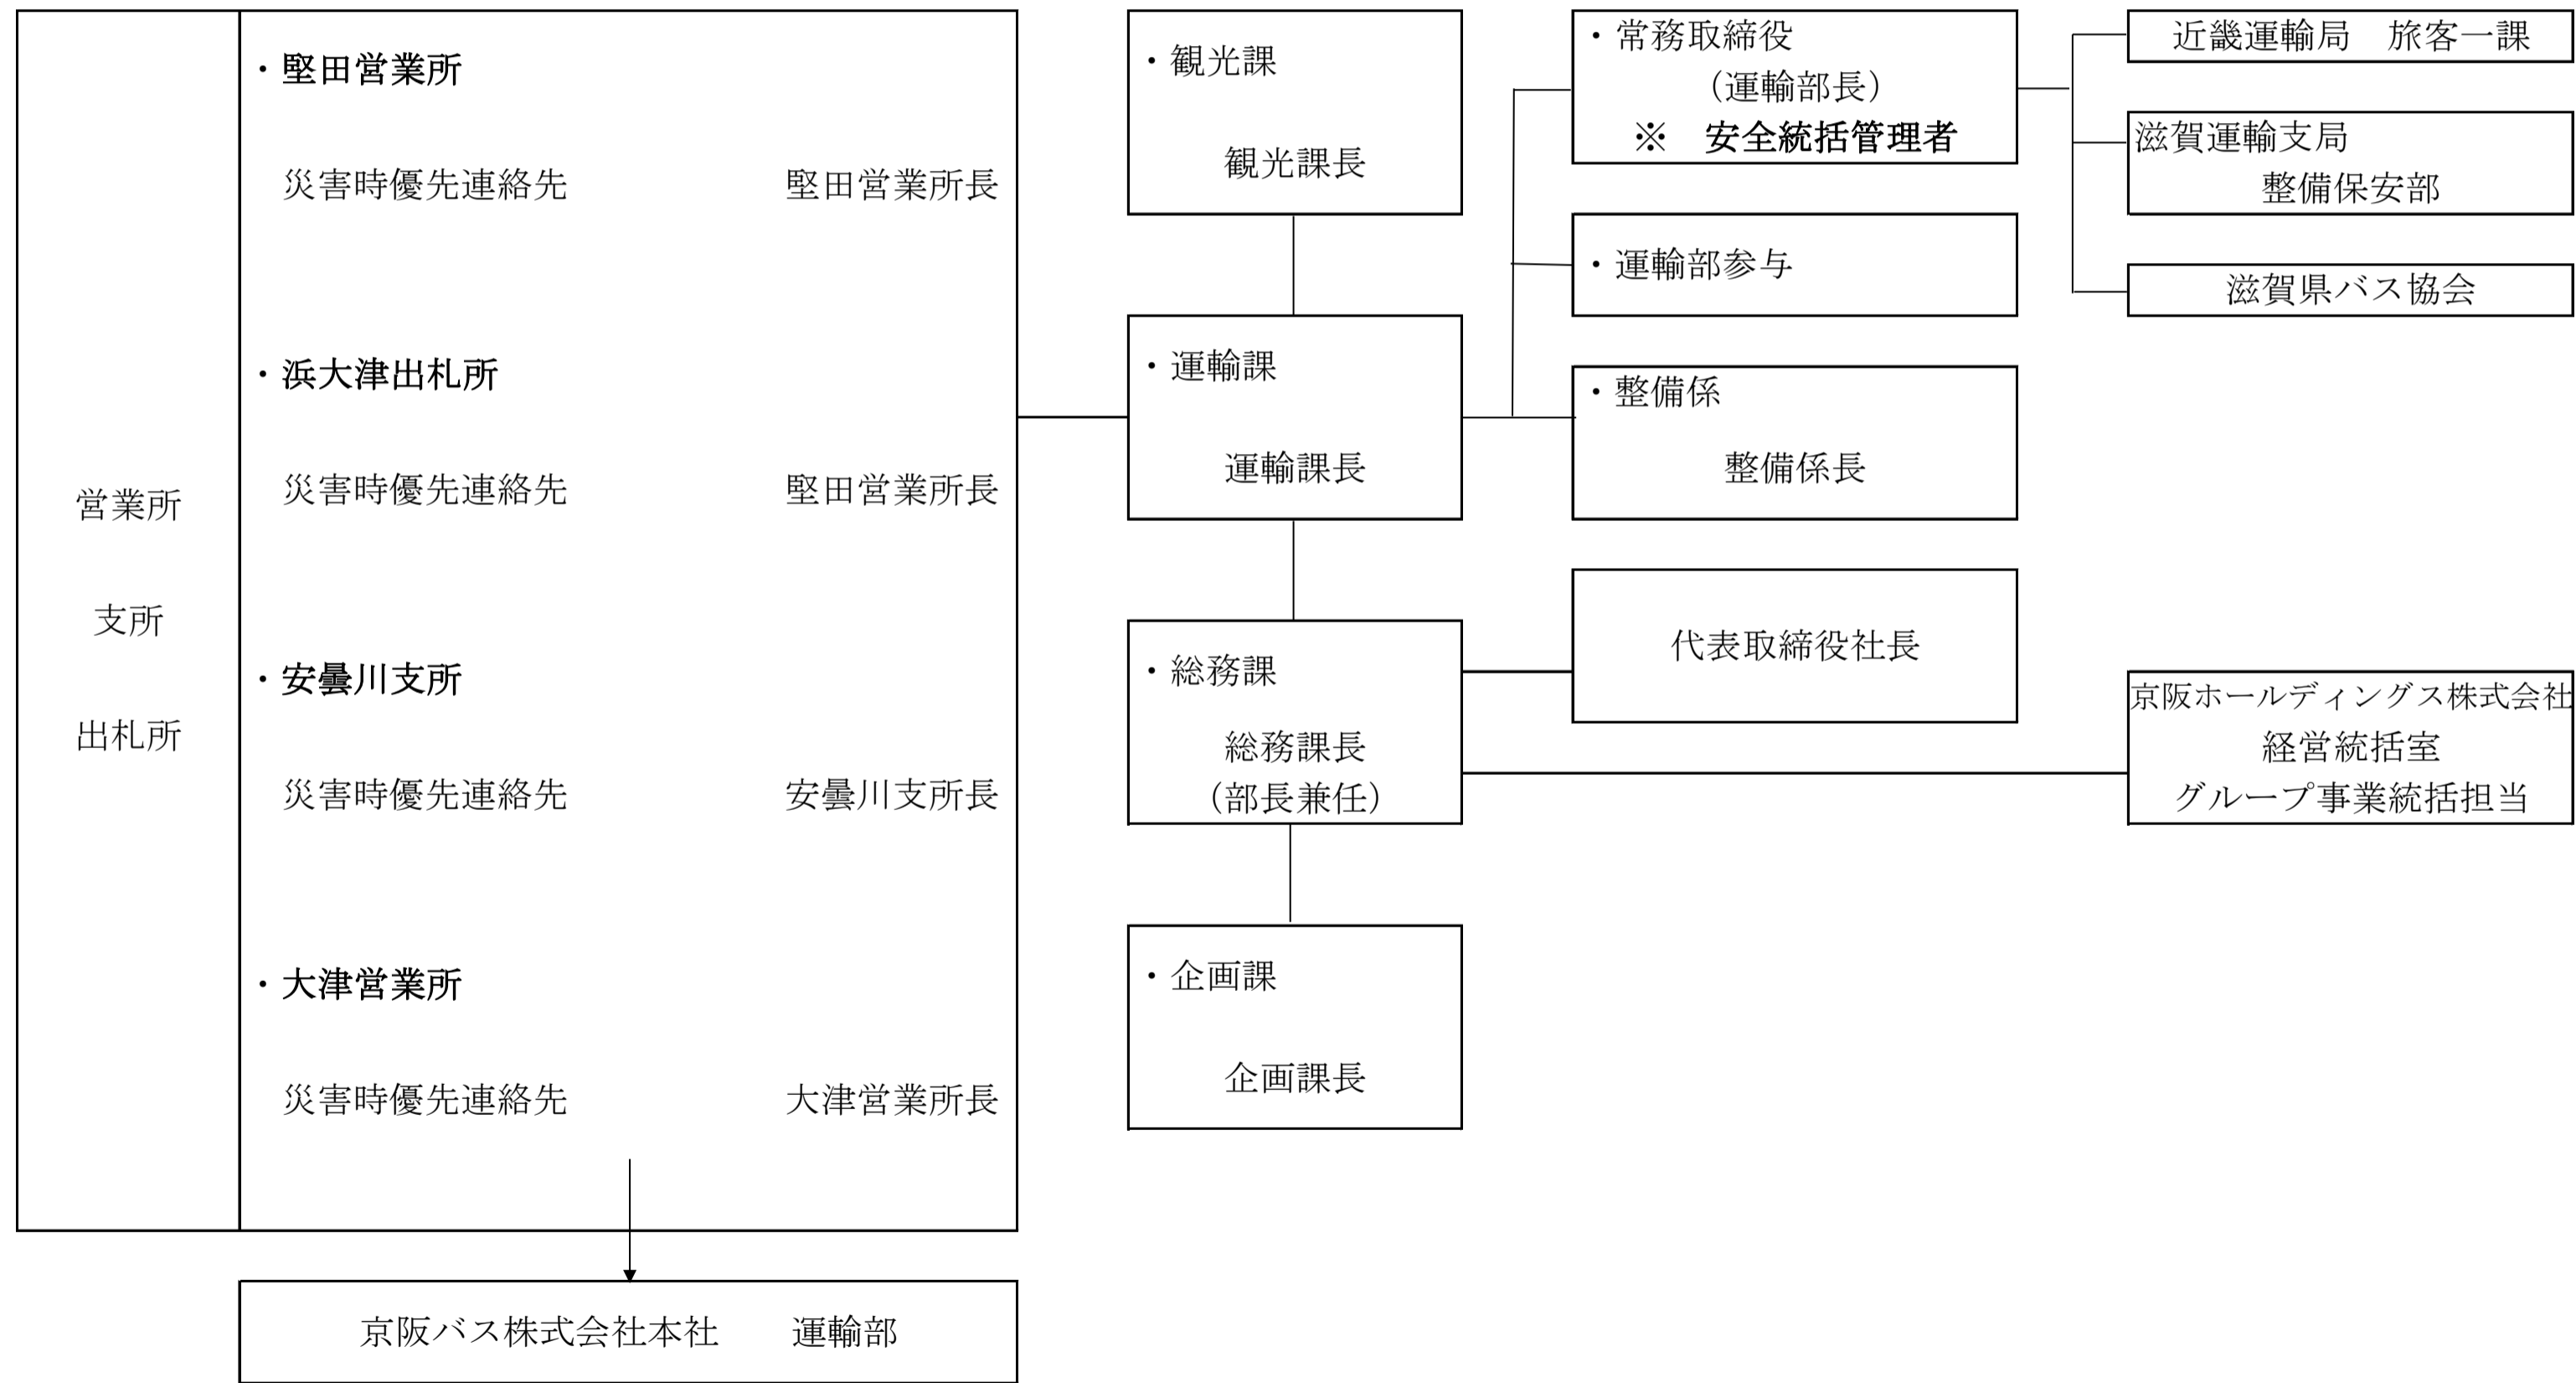 営業所
支所
出札所
・堅田営業所
災害時優先連絡先　堅田営業所長
・浜大津出札所
災害時優先連絡先　堅田営業所長
・安曇川支所
災害時優先連絡先　安曇川支所長
・大津営業所
災害時優先連絡先　大津営業所長
京阪バス株式会社本社　運輸部
・観光課
観光課長
・運輸課
運輸課長
・総務課
総務課長
（部長兼任）
・企画課
企画課長
・常務取締役
（運輸部長）
※　安全統括管理者
・運輸部参与
・整備係
整備係長
代表取締役社長
近畿運輸局　旅客一課
滋賀運輸支局
整備保安部
滋賀県バス協会
京阪ホールディングス株式会社
経営統括室
グループ事業統括担当